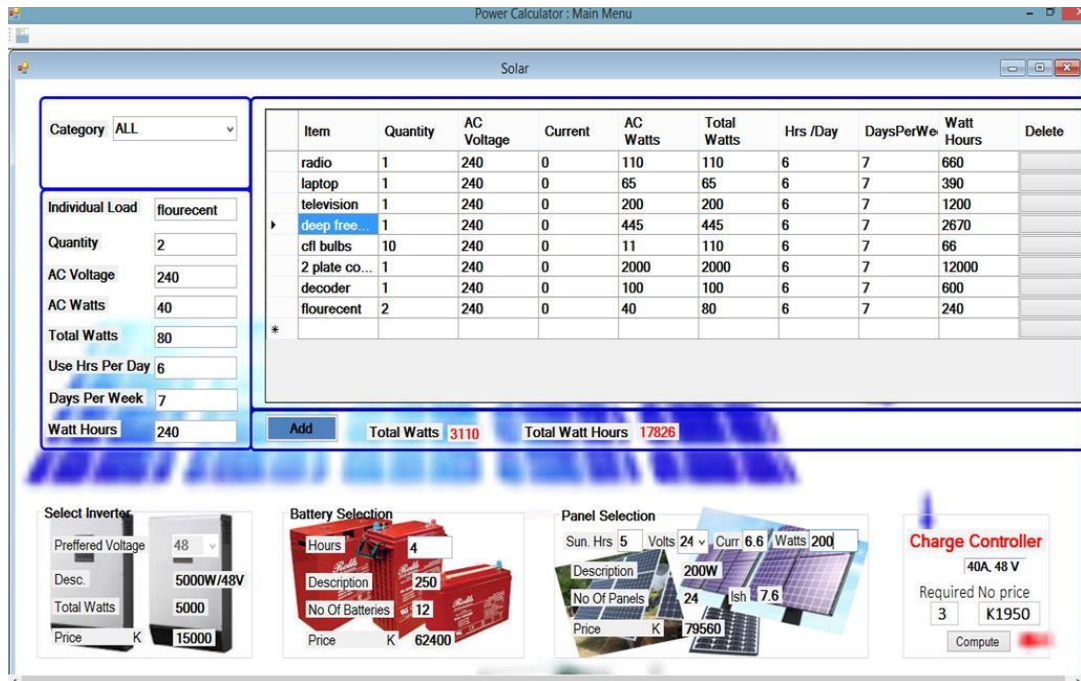 Power Calculator : Main Menu
Solar
Category ALL
Individual Load flourecent
Quantity 2
AC Voltage 240
AC Watts 40
Total Watts 80
Use Hrs Per Day 6
Days Per Week 7
Watt Hours 240
Item Quantity AC Voltage Current AC Watts Total Watts Hrs /Day DaysPerWe Watt Hours Delete
radio 1 240 0 110 110 6 7 660
laptop 1 240 0 65 65 6 7 390
television 1 240 0 200 200 6 7 1200
deep free... 1 240 0 445 445 6 7 2670
cfl bulbs 10 240 0 11 110 6 7 66
2 plate co... 1 240 0 2000 2000 6 7 12000
decoder 1 240 0 100 100 6 7 600
flourecent 2 240 0 40 80 6 7 240
Add Total Watts 3110 Total Watt Hours 17826
Select Inverter
Preffered Voltage 48
Desc. 5000W/48V
Total Watts 5000
Price K 15000
Battery Selection
Hours 4
Description 250
No Of Batteries 12
Price K 62400
Panel Selection
Sun. Hrs 5 Volts 24 Curr 6.6 Watts 200
Description 200W
No Of Panels 24 Ish 7.6
Price K 79560
Charge Controller
40A, 48 V
Required No price
3 K1950
Compute